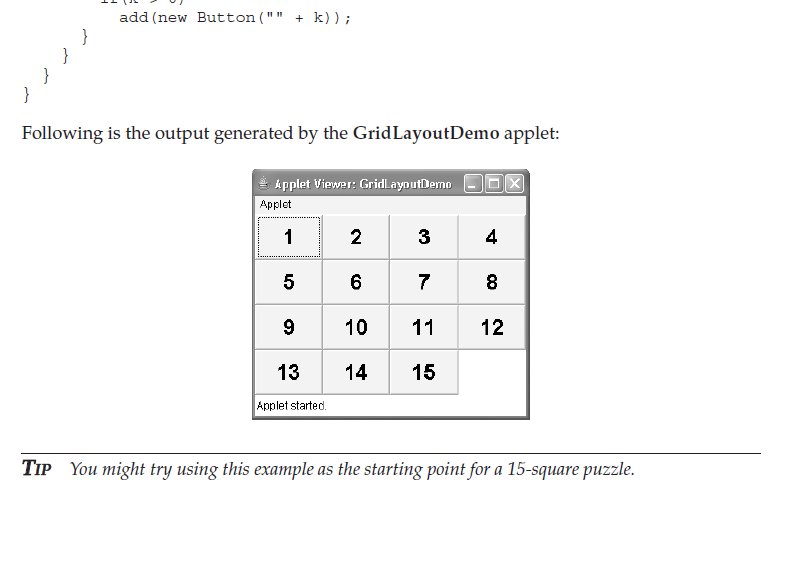 add(new Button("" + k));
}
}
}
}
Following is the output generated by the GridLayoutDemo applet:
Applet Viewer: GridLayoutDemo
Applet
1 2 3 4
5 6 7 8
9 10 11 12
13 14 15
Applet started.
TIP You might try using this example as the starting point for a 15-square puzzle.